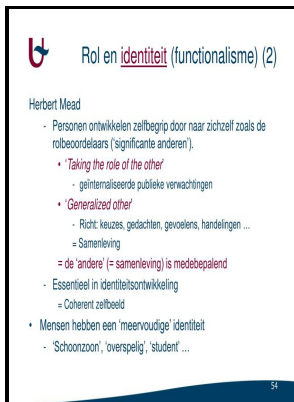 Rol en identiteit (functionalisme) (2)
Herbert Mead
- Personen ontwikkelen zelfbegrip door naar zichzelf zoals de
rolbeoordelaars ('significante anderen').
• 'Taking the role of the other'
- geïnternaliseerde publieke verwachtingen
• 'Generalized other'
- Richt: keuzes, gedachten, gevoelens, handelingen ...
= Samenleving
= de 'andere' (= samenleving) is medebepalend
- Essentieel in identiteitsontwikkeling
= Coherent zelfbeeld
• Mensen hebben een 'meervoudige' identiteit
- 'Schoonzoon', 'overspelig', 'student' ...
54